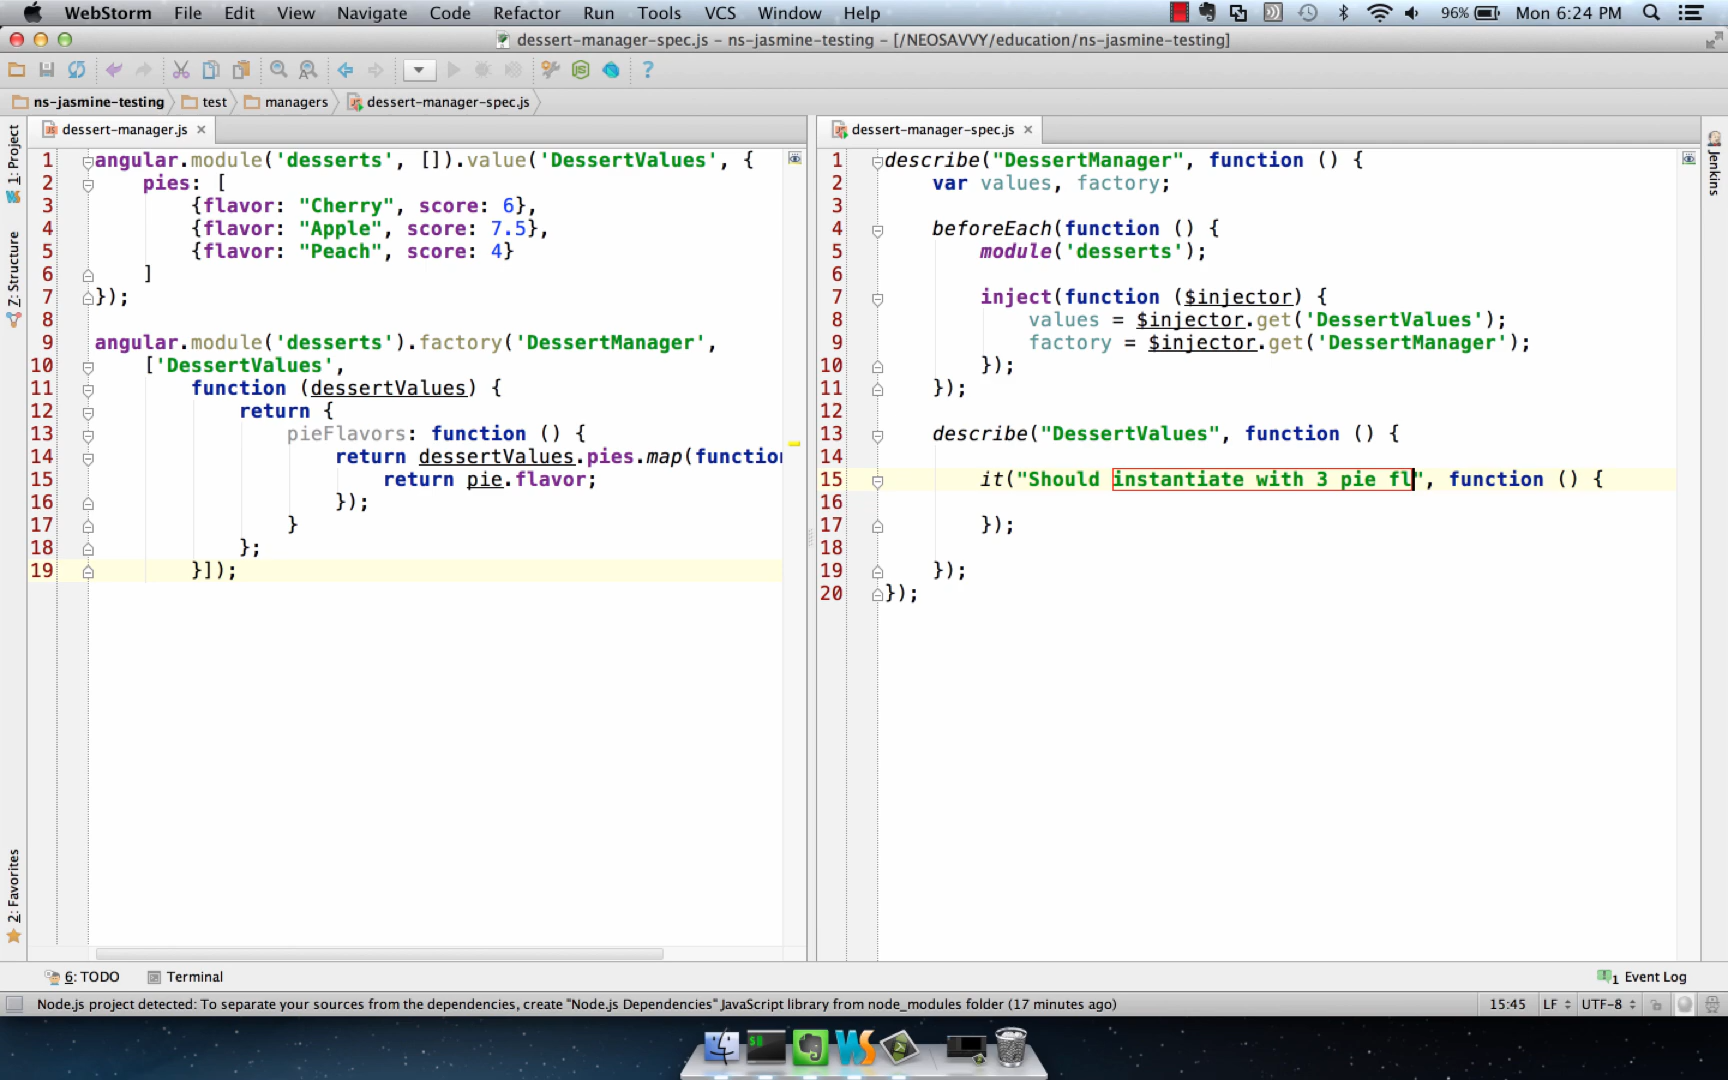 WebStorm File Edit View Navigate Code Refactor Run Tools VCS Window Help 96% Mon 6:24 PM
dessert-manager-spec.js – ns-jasmine-testing – [/NEOSAVVY/education/ns-jasmine-testing]
ns-jasmine-testing test managers dessert-manager-spec.js
1: Project
Z: Structure
2: Favorites
dessert-manager.js
1 angular.module('desserts', []).value('DessertValues', {
2 pies: [
3 {flavor: "Cherry", score: 6},
4 {flavor: "Apple", score: 7.5},
5 {flavor: "Peach", score: 4}
6 ]
7 });
8
9 angular.module('desserts').factory('DessertManager',
10 ['DessertValues',
11 function (dessertValues) {
12 return {
13 pieFlavors: function () {
14 return dessertValues.pies.map(function
15 return pie.flavor;
16 });
17 }
18 };
19 }]);
dessert-manager-spec.js
1 describe("DessertManager", function () {
2 var values, factory;
3
4 beforeEach(function () {
5 module('desserts');
6
7 inject(function ($injector) {
8 values = $injector.get('DessertValues');
9 factory = $injector.get('DessertManager');
10 });
11 });
12
13 describe("DessertValues", function () {
14
15 it("Should instantiate with 3 pie fl", function () {
16
17 });
18
19 });
20 });
Jenkins
6: TODO Terminal 1 Event Log
Node.js project detected: To separate your sources from the dependencies, create "Node.js Dependencies" JavaScript library from node_modules folder (17 minutes ago) 15:45 LF UTF-8